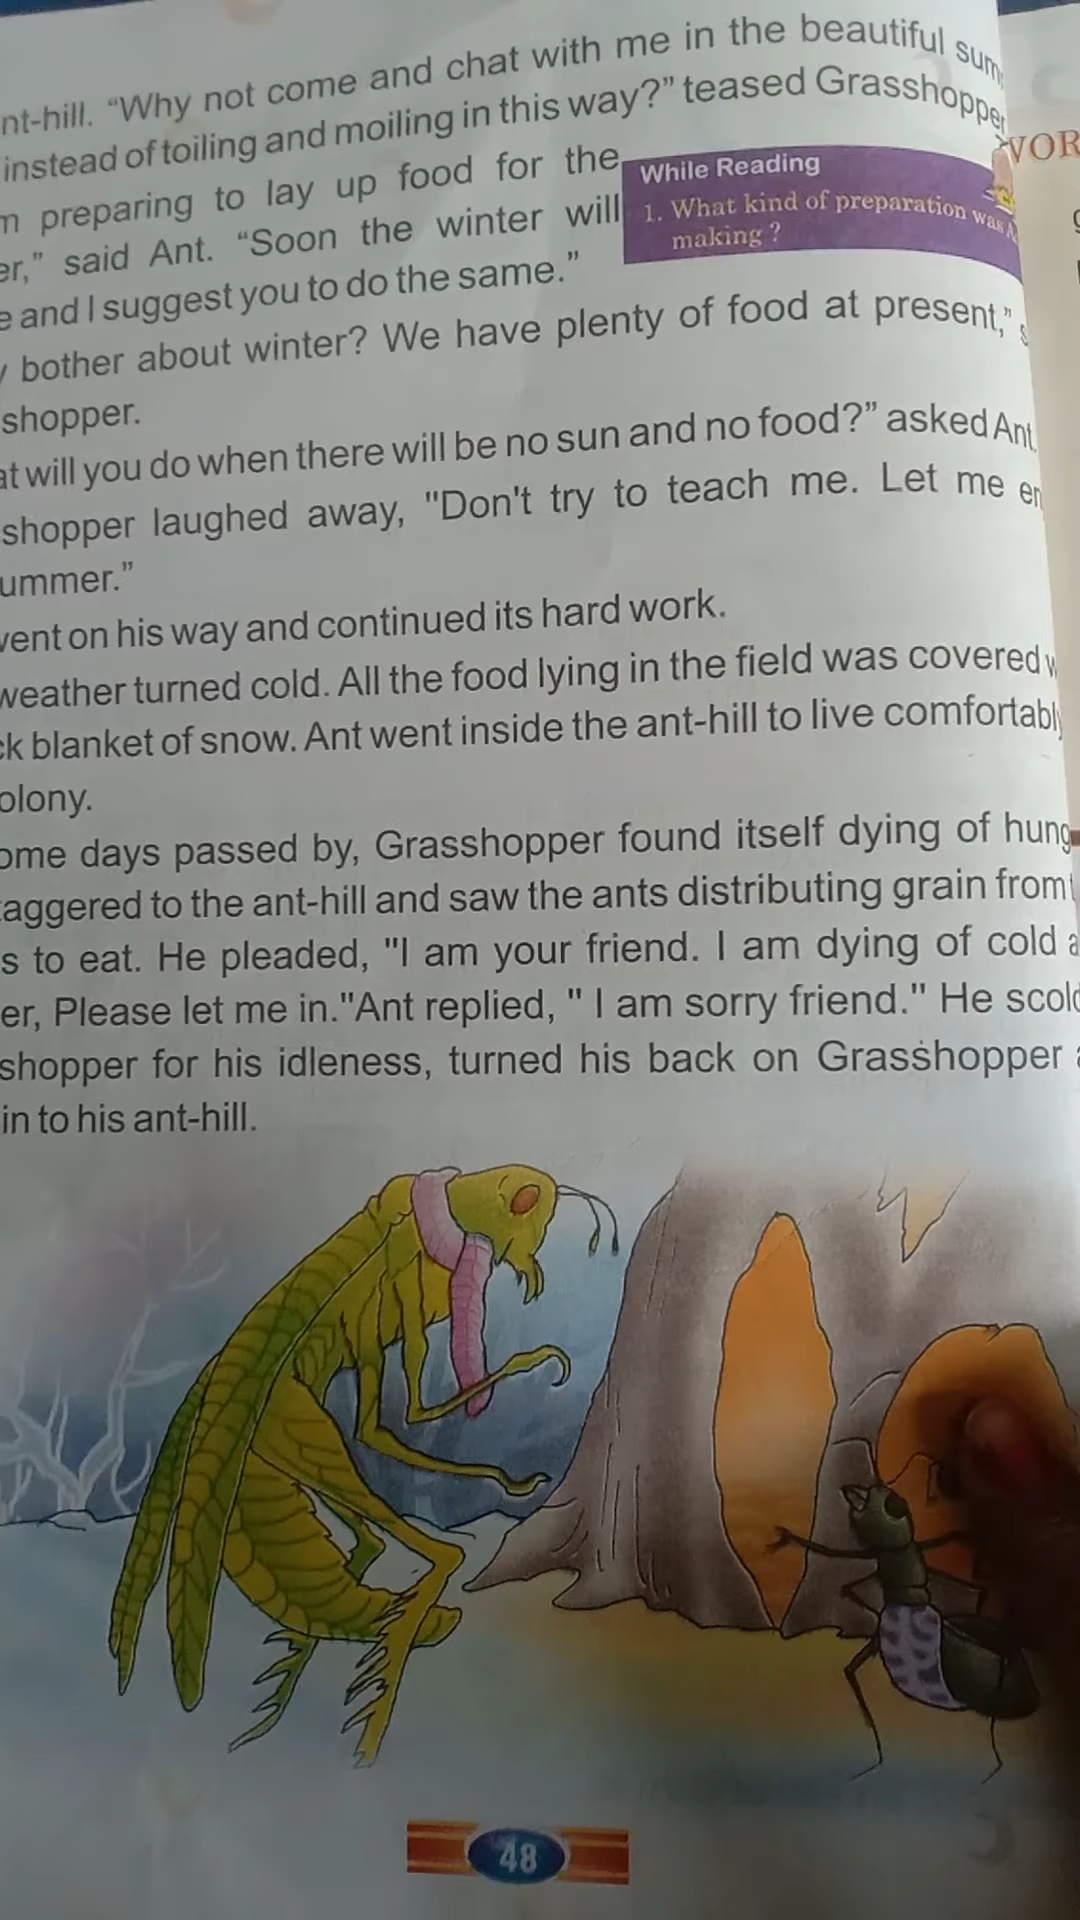 nt-hill. “Why not come and chat with me in the beautiful sum
instead of toiling and moiling in this way?” teased Grasshopper
m preparing to lay up food for the
er,” said Ant. “Soon the winter will
e and I suggest you to do the same.”
While Reading
1. What kind of preparation was A
making ?
y bother about winter? We have plenty of food at present,” s
shopper.
at will you do when there will be no sun and no food?” asked Ant.
shopper laughed away, "Don't try to teach me. Let me en
ummer.”
went on his way and continued its hard work.
weather turned cold. All the food lying in the field was covered w
ck blanket of snow. Ant went inside the ant-hill to live comfortably
olony.
ome days passed by, Grasshopper found itself dying of hung
taggered to the ant-hill and saw the ants distributing grain from t
s to eat. He pleaded, "I am your friend. I am dying of cold a
er, Please let me in."Ant replied, " I am sorry friend." He scold
shopper for his idleness, turned his back on Grasshopper a
in to his ant-hill.
48
WOR